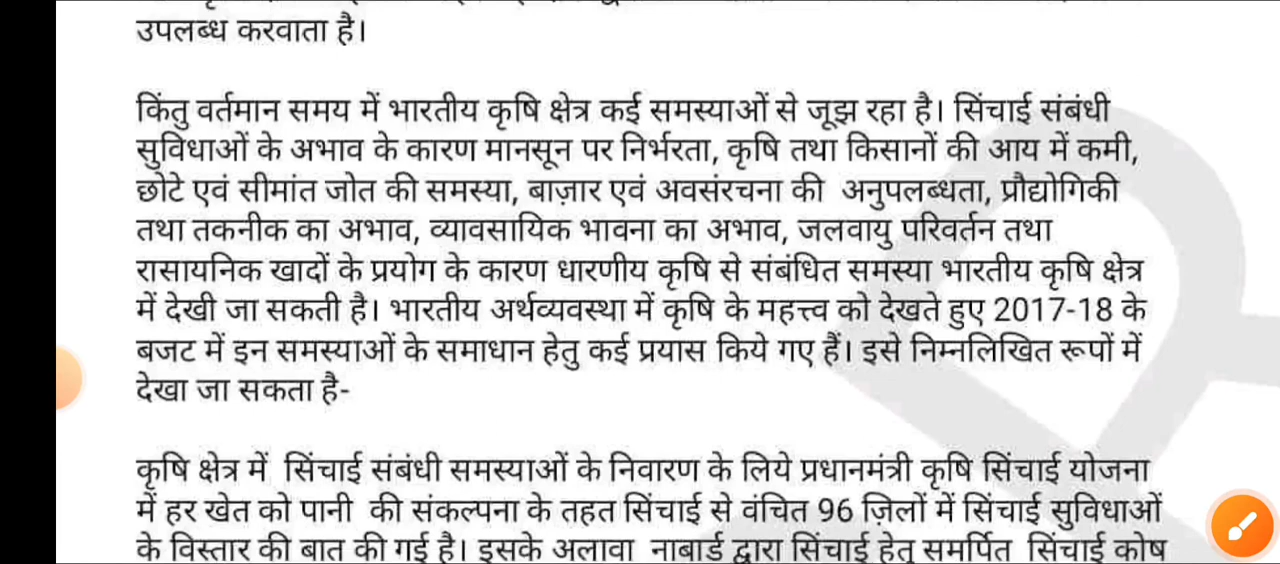 उपलब्ध करवाता है।
किंतु वर्तमान समय में भारतीय कृषि क्षेत्र कई समस्याओं से जूझ रहा है। सिंचाई संबंधी
सुविधाओं के अभाव के कारण मानसून पर निर्भरता, कृषि तथा किसानों की आय में कमी,
छोटे एवं सीमांत जोत की समस्या, बाज़ार एवं अवसंरचना की अनुपलब्धता, प्रौद्योगिकी
तथा तकनीक का अभाव, व्यावसायिक भावना का अभाव, जलवायु परिवर्तन तथा
रासायनिक खादों के प्रयोग के कारण धारणीय कृषि से संबंधित समस्या भारतीय कृषि क्षेत्र
में देखी जा सकती है। भारतीय अर्थव्यवस्था में कृषि के महत्त्व को देखते हुए 2017-18 के
बजट में इन समस्याओं के समाधान हेतु कई प्रयास किये गए हैं। इसे निम्नलिखित रूपों में
देखा जा सकता है-
कृषि क्षेत्र में सिंचाई संबंधी समस्याओं के निवारण के लिये प्रधानमंत्री कृषि सिंचाई योजना
में हर खेत को पानी की संकल्पना के तहत सिंचाई से वंचित 96 ज़िलों में सिंचाई सुविधाओं
के विस्तार की बात की गई है। इसके अलावा नाबार्ड द्वारा सिंचाई हेतु समर्पित सिंचाई कोष